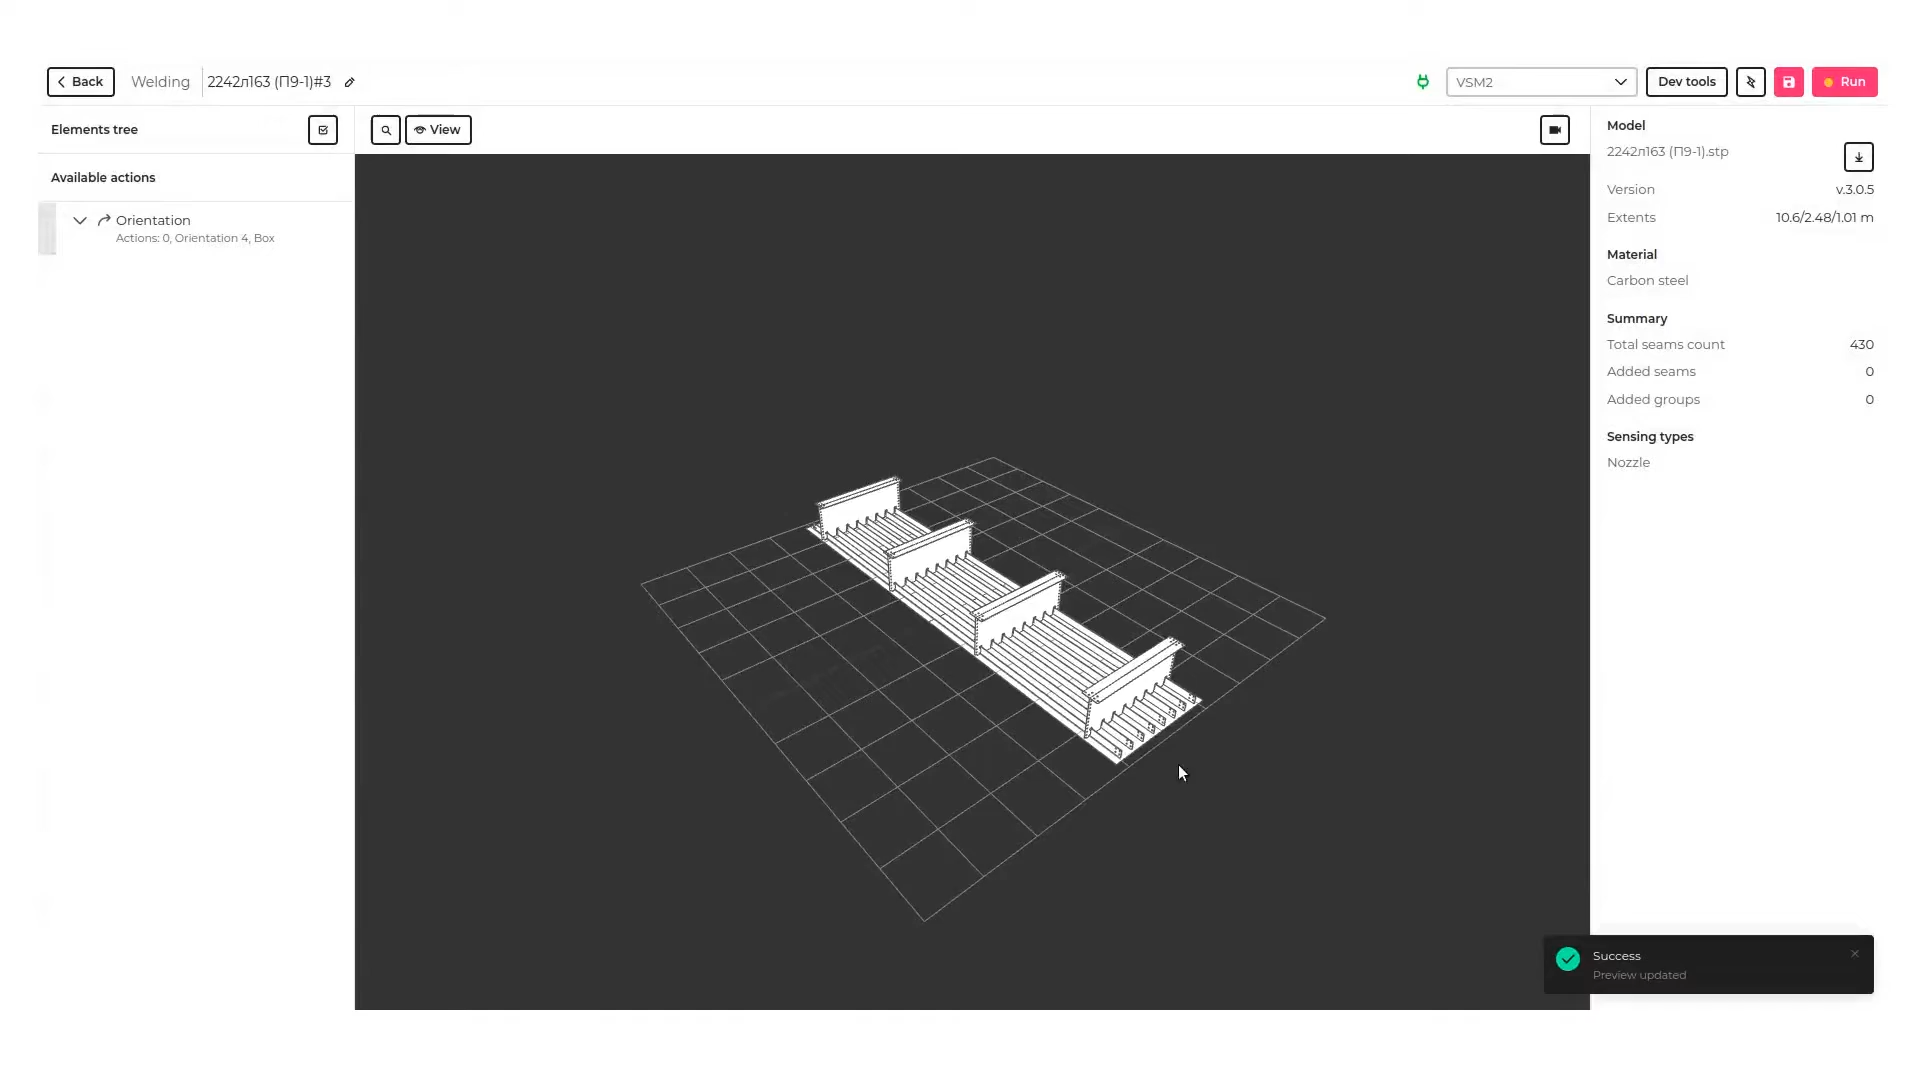 Back
Welding
2242л163 (П9-1)#3
VSM2
Dev tools
Run
Elements tree
View
Available actions
Orientation
Actions: 0, Orientation 4, Box
Model
2242л163 (П9-1).stp
Version
v.3.0.5
Extents
10.6/2.48/1.01 m
Material
Carbon steel
Summary
Total seams count
430
Added seams
0
Added groups
0
Sensing types
Nozzle
Success
Preview updated